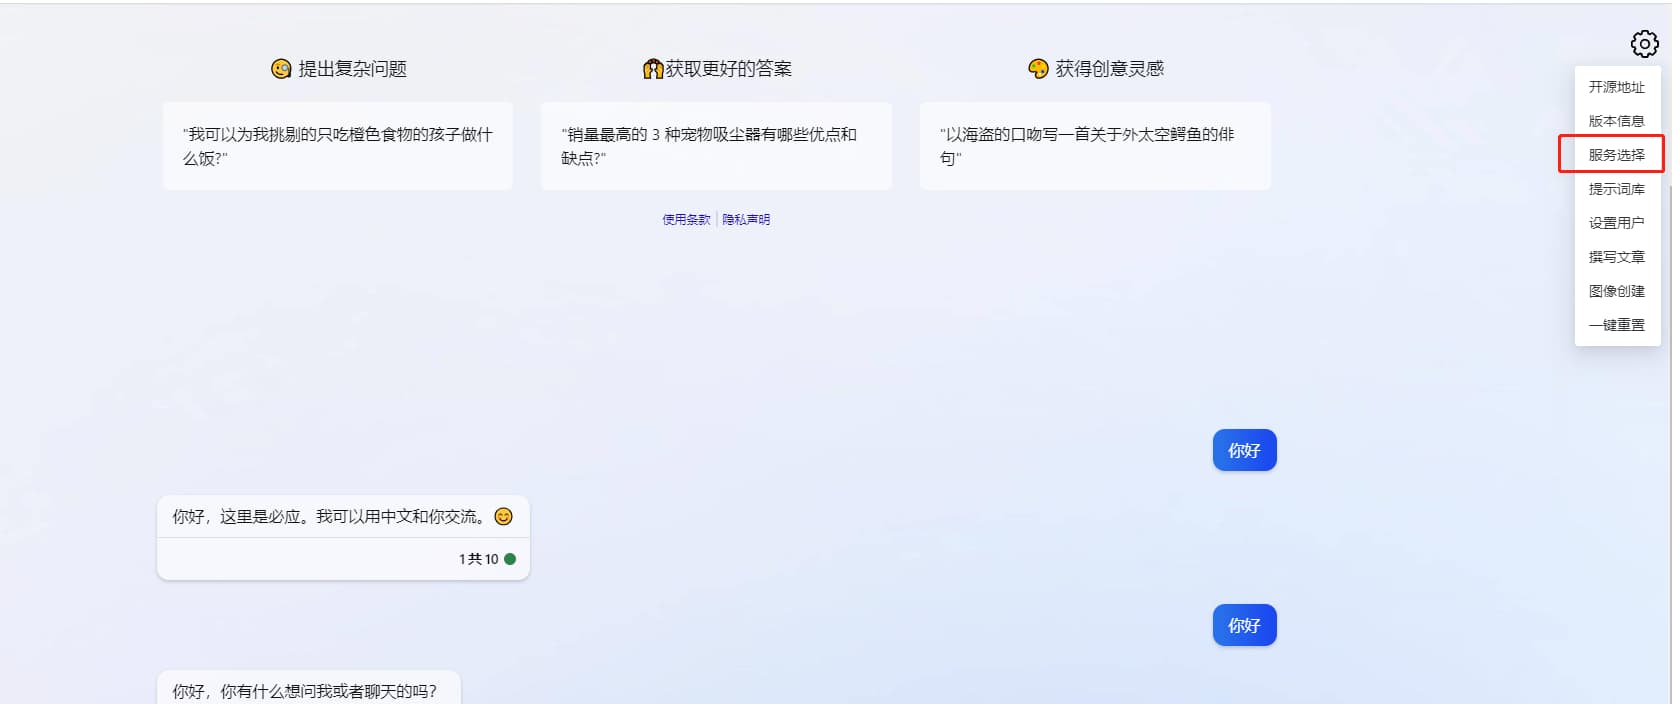 提出复杂问题
"我可以为我挑剔的只吃橙色食物的孩子做什
么饭?"
获取更好的答案
"销量最高的 3 种宠物吸尘器有哪些优点和
缺点?"
获得创意灵感
"以海盗的口吻写一首关于外太空鳄鱼的俳
句"
使用条款 | 隐私声明
开源地址
版本信息
服务选择
提示词库
设置用户
撰写文章
图像创建
一键重置
你好
你好，这里是必应。我可以用中文和你交流。😊
1 共 10
你好
你好，你有什么想问我或者聊天的吗?